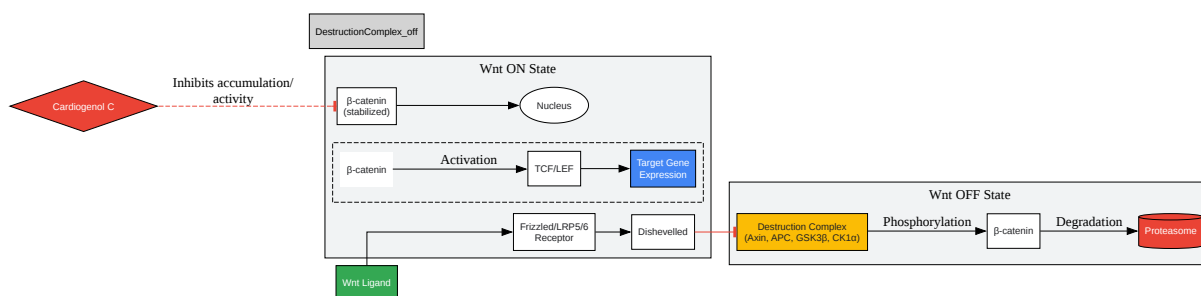 DestructionComplex_off
Wnt ON State
Inhibits accumulation/
activity
Cardiogenol C
β-catenin
(stabilized)
Nucleus
β-catenin
Activation
TCF/LEF
Target Gene
Expression
Wnt OFF State
Frizzled/LRP5/6
Receptor
Dishevelled
Destruction Complex
(Axin, APC, GSK3β, CK1α)
Phosphorylation
β-catenin
Degradation
Proteasome
Wnt Ligand